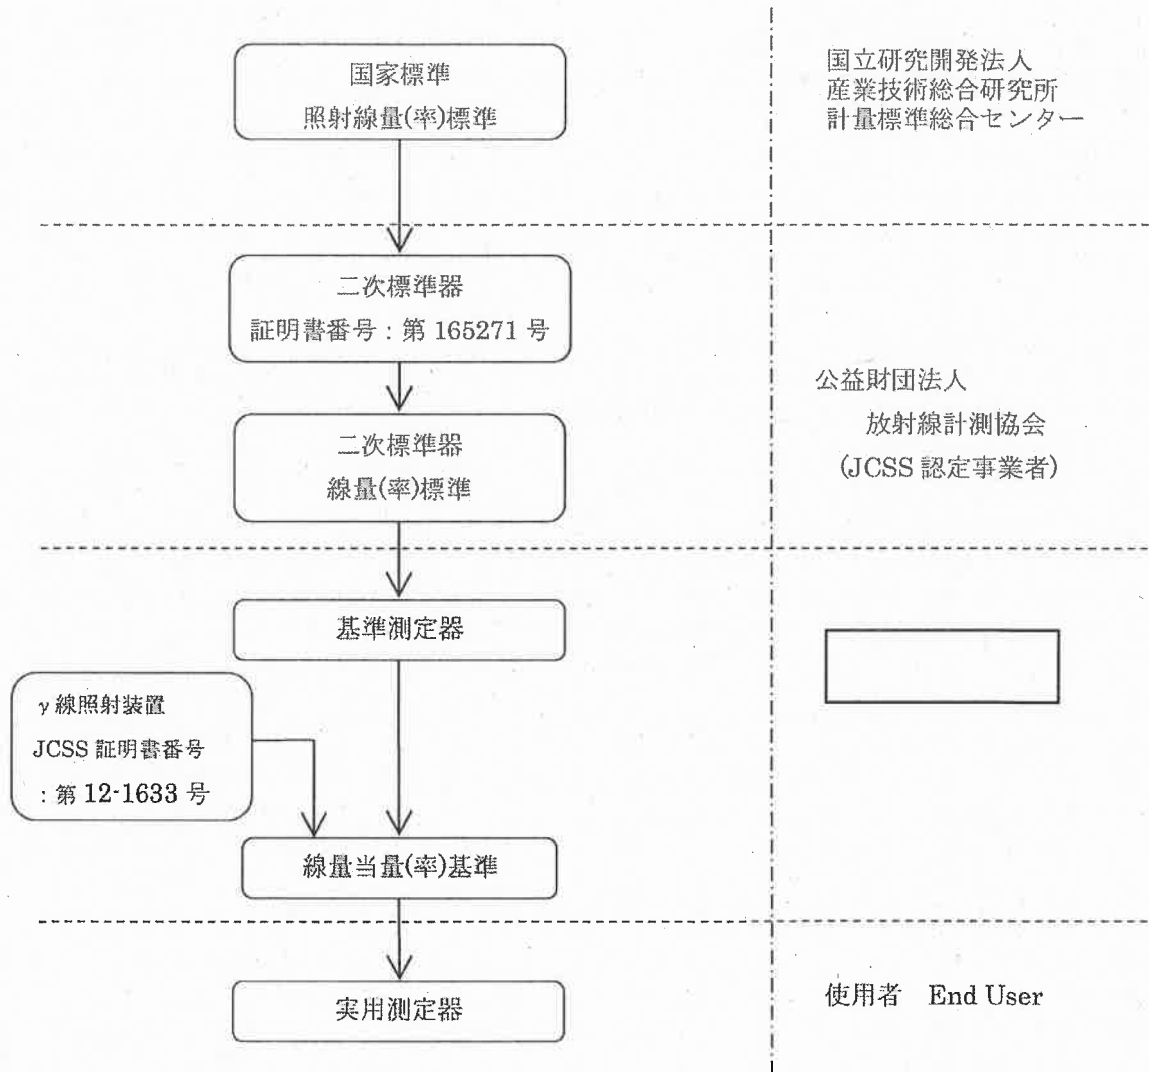 国家標準
照射線量(率)標準
国立研究開発法人
産業技術総合研究所
計量標準総合センター
二次標準器
証明書番号：第 165271 号
二次標準器
線量(率)標準
公益財団法人
放射線計測協会
(JCSS 認定事業者)
基準測定器
γ線照射装置
JCSS 証明書番号
：第 12-1633 号
線量当量(率)基準
実用測定器
使用者　End User